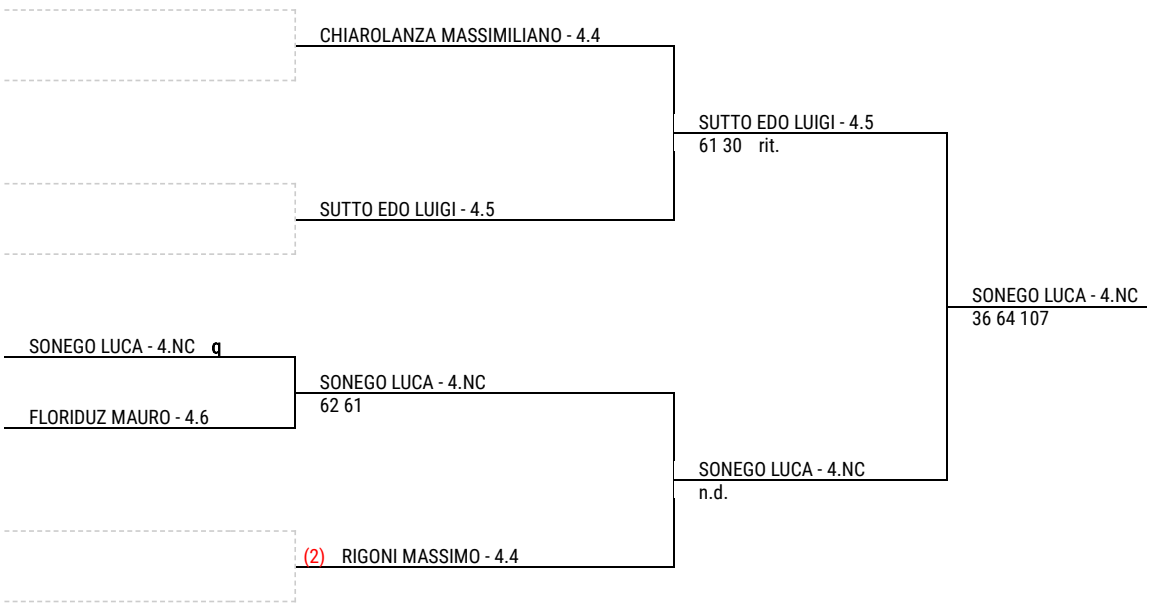 CHIAROLANZA MASSIMILIANO - 4.4
SUTTO EDO LUIGI - 4.5
61 30 rit.
SUTTO EDO LUIGI - 4.5
SONEGO LUCA - 4.NC
36 64 107
SONEGO LUCA - 4.NC q
SONEGO LUCA - 4.NC
62 61
FLORIDUZ MAURO - 4.6
SONEGO LUCA - 4.NC
n.d.
(2) RIGONI MASSIMO - 4.4